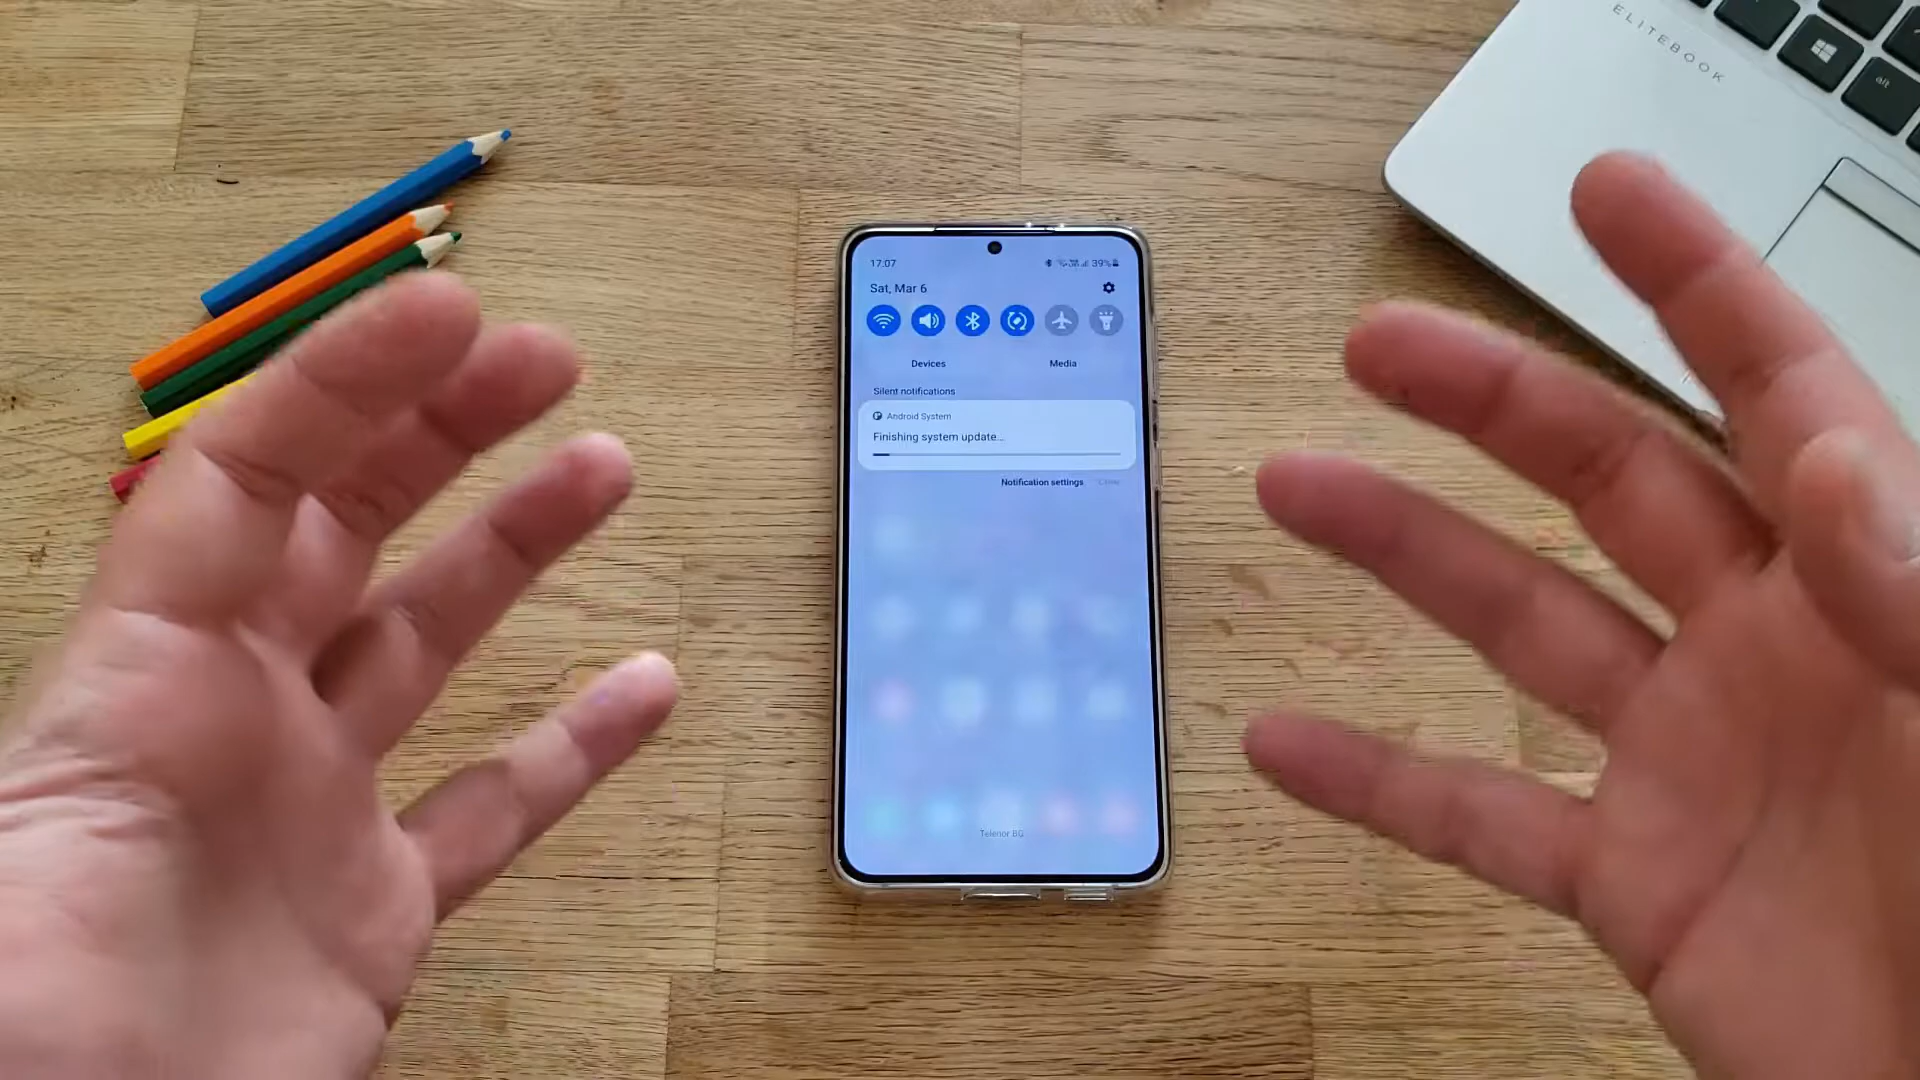 ELITEBOOK
alt
17:07
39%
Sat, Mar 6
Devices
Media
Silent notifications
Android System
Finishing system update...
Notification settings
Clear
Telenor BG